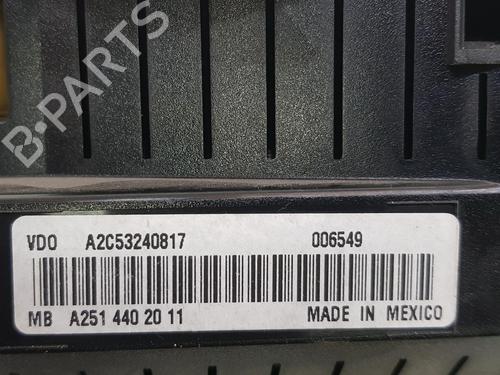 B-PARTS
VDO A2C53240817 006549
MB A251 440 20 11 MADE IN MEXICO